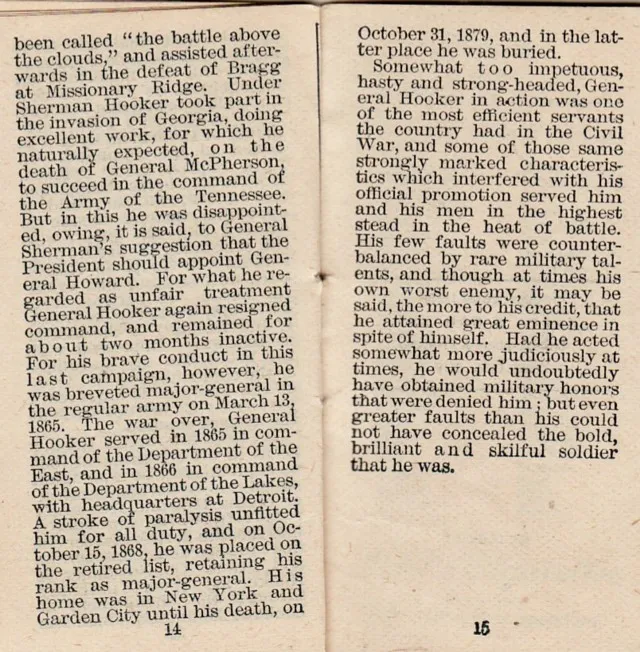 been called "the battle above
the clouds," and assisted after-
wards in the defeat of Bragg
at Missionary Ridge. Under
Sherman Hooker took part in
the invasion of Georgia, doing
excellent work, for which he
naturally expected, on the
death of General McPherson,
to succeed in the command of
the Army of the Tennessee.
But in this he was disappoint-
ed, owing, it is said, to General
Sherman's suggestion that the
President should appoint Gen-
eral Howard. For what he re-
garded as unfair treatment
General Hooker again resigned
command, and remained for
about two months inactive.
For his brave conduct in this
last campaign, however, he
was breveted major-general in
the regular army on March 13,
1865. The war over, General
Hooker served in 1865 in com-
mand of the Department of the
East, and in 1866 in command
of the Department of the Lakes,
with headquarters at Detroit.
A stroke of paralysis unfitted
him for all duty, and on Oc-
tober 15, 1868, he was placed on
the retired list, retaining his
rank as major-general. His
home was in New York and
Garden City until his death, on
14
October 31, 1879, and in the lat-
ter place he was buried.
Somewhat too impetuous,
hasty and strong-headed, Gen-
eral Hooker in action was one
of the most efficient servants
the country had in the Civil
War, and some of those same
strongly marked characteris-
tics which interfered with his
official promotion served him
and his men in the highest
stead in the heat of battle.
His few faults were counter-
balanced by rare military tal-
ents, and though at times his
own worst enemy, it may be
said, the more to his credit, that
he attained great eminence in
spite of himself. Had he acted
somewhat more judiciously at
times, he would undoubtedly
have obtained military honors
that were denied him; but even
greater faults than his could
not have concealed the bold,
brilliant and skilful soldier
that he was.
15